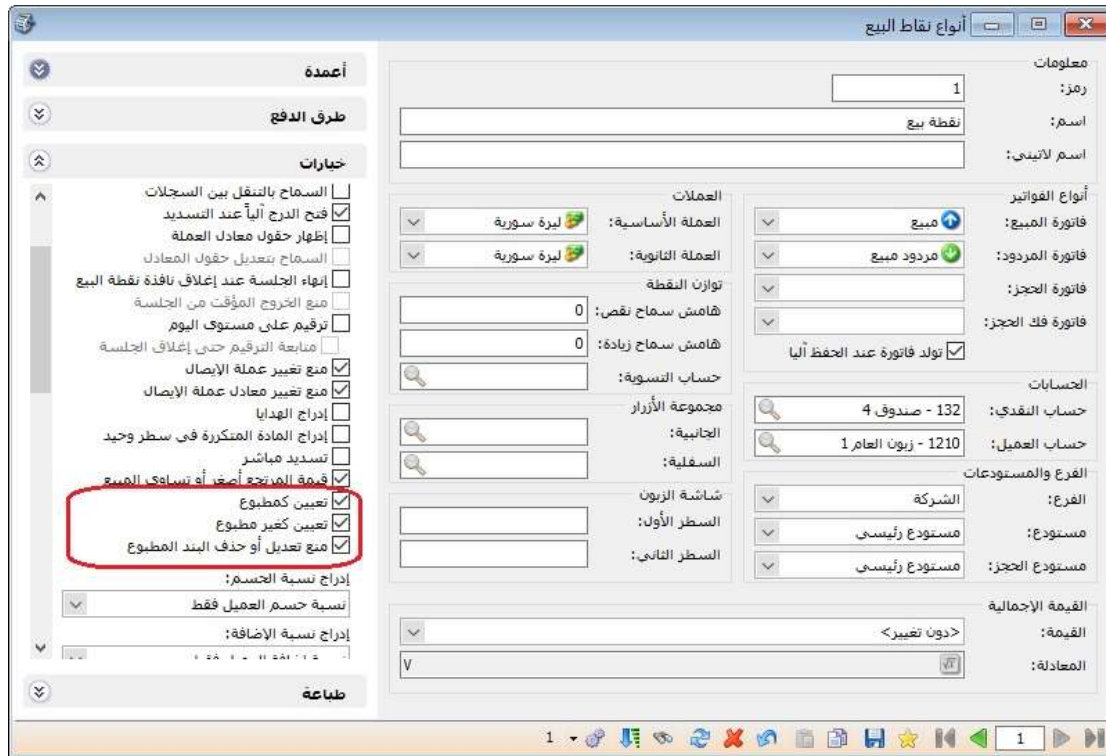 أنواع نقاط البيع
معلومات
رمز: 1
اسم: نقطة بيع
اسم لاتيني:
أنواع الفواتير
فاتورة المبيع: مبيع
فاتورة المردود: مردود مبيع
فاتورة الحجز:
فاتورة فك الحجز:
تولد فاتورة عند الحفظ آليا
الحسابات
حساب النقدي: 132 - صندوق 4
حساب العميل: 1210 - زبون العام 1
الفرع والمستودعات
الفرع: الشركة
مستودع: مستودع رئيسي
مستودع الحجز: مستودع رئيسي
العملات
العملة الأساسية: ليرة سورية
العملة الثانوية: ليرة سورية
توازن النقطة
هامش سماح نقص: 0
هامش سماح زيادة: 0
حساب التسوية:
مجموعة الأزرار
الجانبية:
السفلية:
شاشة الزبون
السطر الأول:
السطر الثاني:
القيمة الإجمالية
القيمة: <دون تغيير>
المعادلة: V
أعمدة
طرق الدفع
خيارات
السماح بالتنقل بين السجلات
فتح الدرج آلياً عند التسديد
إظهار حقول معادل العملة
السماح بتعديل حقول المعادل
إنهاء الجلسة عند إغلاق نافذة نقطة البيع
منع الخروج المؤقت من الجلسة
ترقيم على مستوى اليوم
متابعة الترقيم حتى إغلاق الجلسة
منع تغيير عملة الإيصال
منع تغيير معادل عملة الإيصال
إدراج الهدايا
إدراج المادة المتكررة في سطر وحيد
تسديد مباشر
قيمة المرتجع أصغر أو تساوي المبيع
تعيين كمطبوع
تعيين كغير مطبوع
منع تعديل أو حذف البند المطبوع
إدراج نسبة الحسم:
نسبة حسم العميل فقط
إدراج نسبة الإضافة:
طباعة
1
1